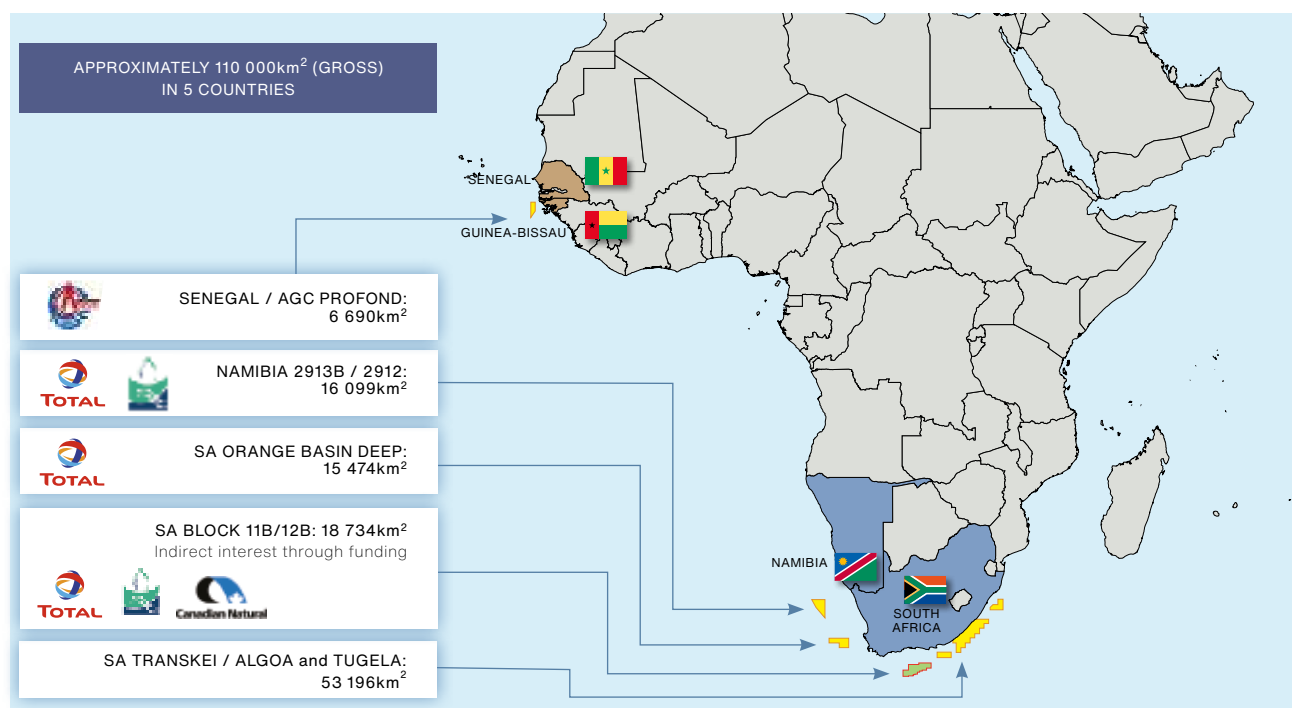 APPROXIMATELY 110 000km² (GROSS)
IN 5 COUNTRIES
SENEGAL
GUINEA-BISSAU
SENEGAL / AGC PROFOND:
6 690km²
TOTAL
NAMIBIA 2913B / 2912:
16 099km²
TOTAL
SA ORANGE BASIN DEEP:
15 474km²
SA BLOCK 11B/12B: 18 734km²
Indirect interest through funding
TOTAL
Canadian Natural
SA TRANSKEI / ALGOA and TUGELA:
53 196km²
NAMIBIA
SOUTH
AFRICA